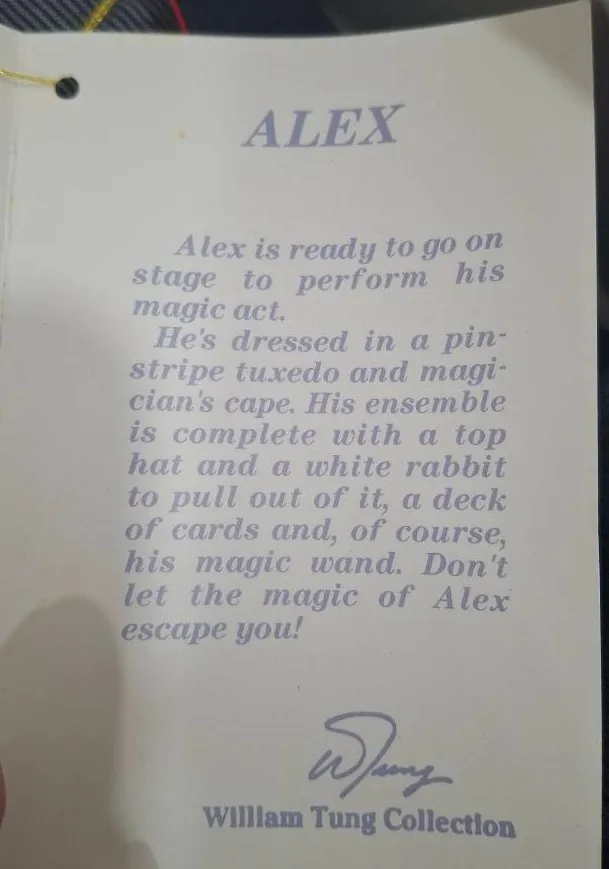 ALEX
Alex is ready to go on
stage to perform his
magic act.
He's dressed in a pin-
stripe tuxedo and magi-
cian's cape. His ensemble
is complete with a top
hat and a white rabbit
to pull out of it, a deck
of cards and, of course,
his magic wand. Don't
let the magic of Alex
escape you!
W Tung
William Tung Collection